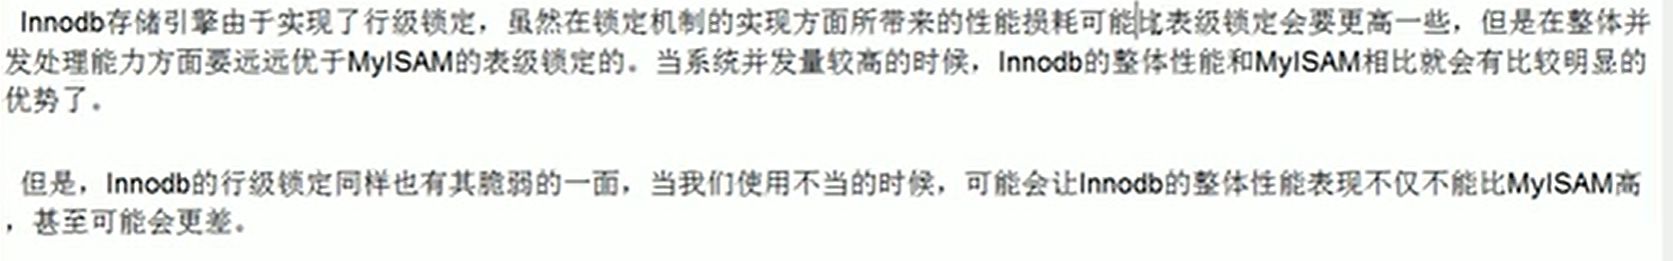 Innodb存储引擎由于实现了行级锁定，虽然在锁定机制的实现方面所带来的性能损耗可能比表级锁定会要更高一些，但是在整体并
发处理能力方面要远远优于MyISAM的表级锁定的。当系统并发量较高的时候，Innodb的整体性能和MyISAM相比就会有比较明显的
优势了。
但是，Innodb的行级锁定同样也有其脆弱的一面，当我们使用不当的时候，可能会让Innodb的整体性能表现不仅不能比MyISAM高
，甚至可能会更差。